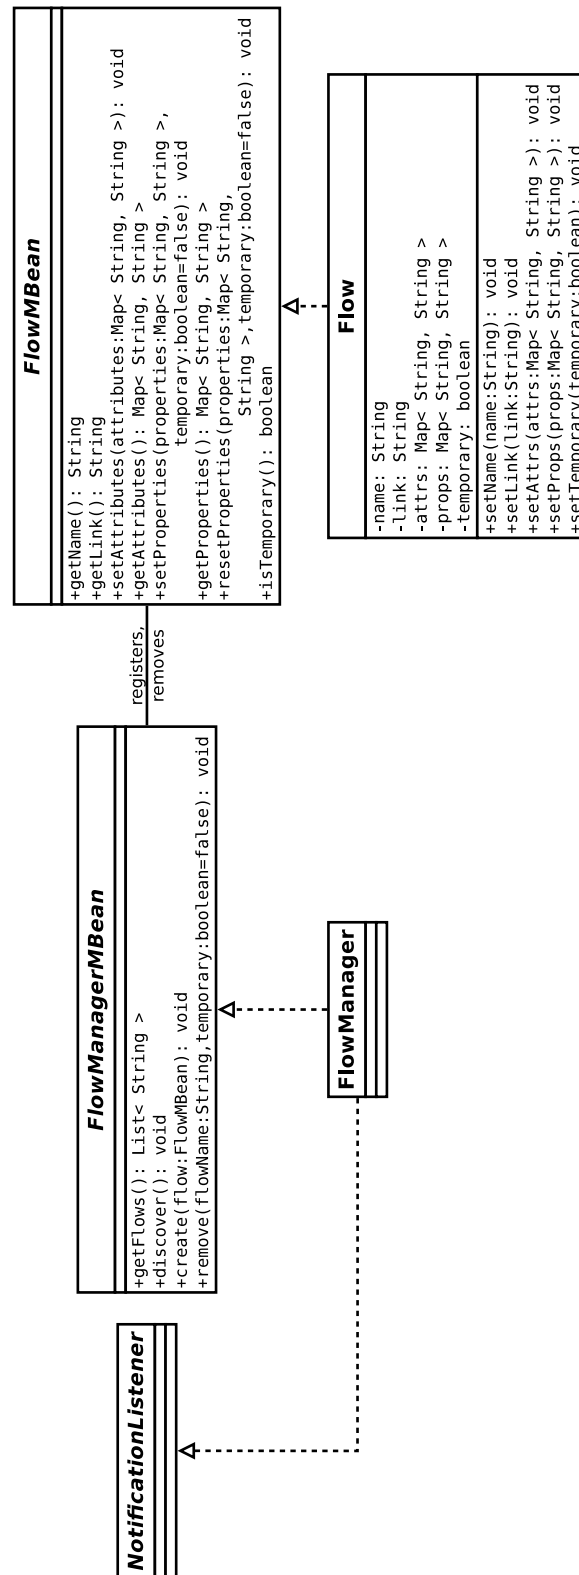 NotificationListener
FlowManagerMBean
+getFlows(): List< String >
+discover(): void
+create(flow:FlowMBean): void
+remove(flowName:String,temporary:boolean=false): void
registers,
removes
FlowMBean
+getName(): String
+getLink(): String
+setAttributes(attributes:Map< String, String >): void
+getAttributes(): Map< String, String >
+setProperties(properties:Map< String, String >,
temporary:boolean=false): void
+getProperties(): Map< String, String >
+resetProperties(properties:Map< String,
String >,temporary:boolean=false): void
+isTemporary(): boolean
FlowManager
Flow
-name: String
-link: String
-attrs: Map< String, String >
-props: Map< String, String >
-temporary: boolean
+setName(name:String): void
+setLink(link:String): void
+setAttrs(attrs:Map< String, String >): void
+setProps(props:Map< String, String >): void
+setTemporary(temporary:boolean): void